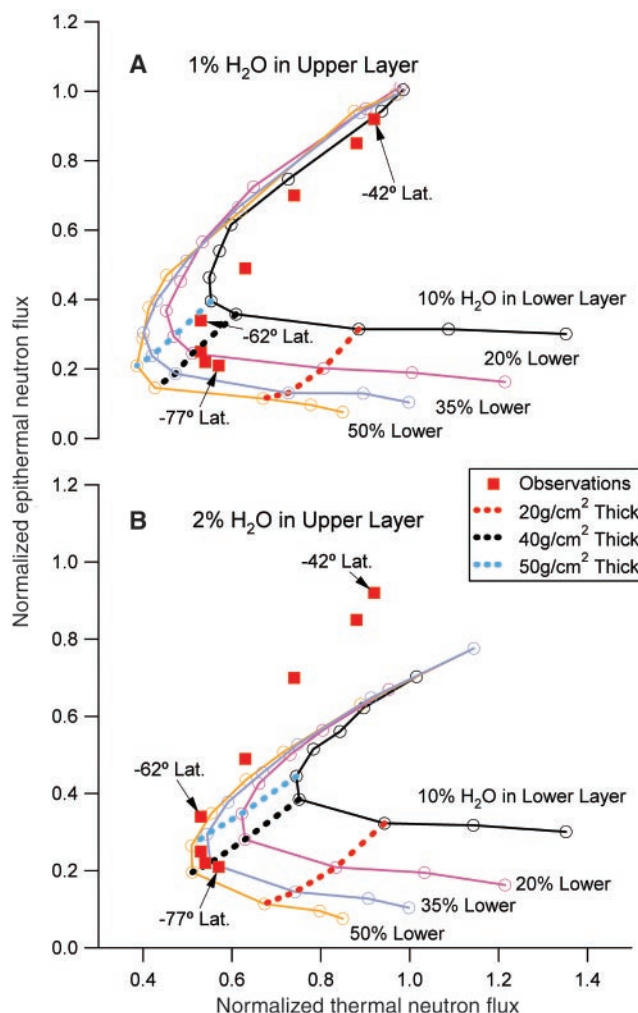 1.2
1.0
0.8
0.6
0.4
0.2
0.0
A
1% H₂O in Upper Layer
-42º Lat.
10% H₂O in Lower Layer
-62º Lat.
20% Lower
-77º Lat.
35% Lower
50% Lower
Normalized epithermal neutron flux
Observations
20g/cm² Thick
40g/cm² Thick
50g/cm² Thick
1.2
1.0
0.8
0.6
0.4
0.2
0.0
B
2% H₂O in Upper Layer
-42º Lat.
-62º Lat.
10% H₂O in Lower Layer
20% Lower
-77º Lat.
35% Lower
50% Lower
Normalized epithermal neutron flux
0.4 0.6 0.8 1.0 1.2 1.4
Normalized thermal neutron flux